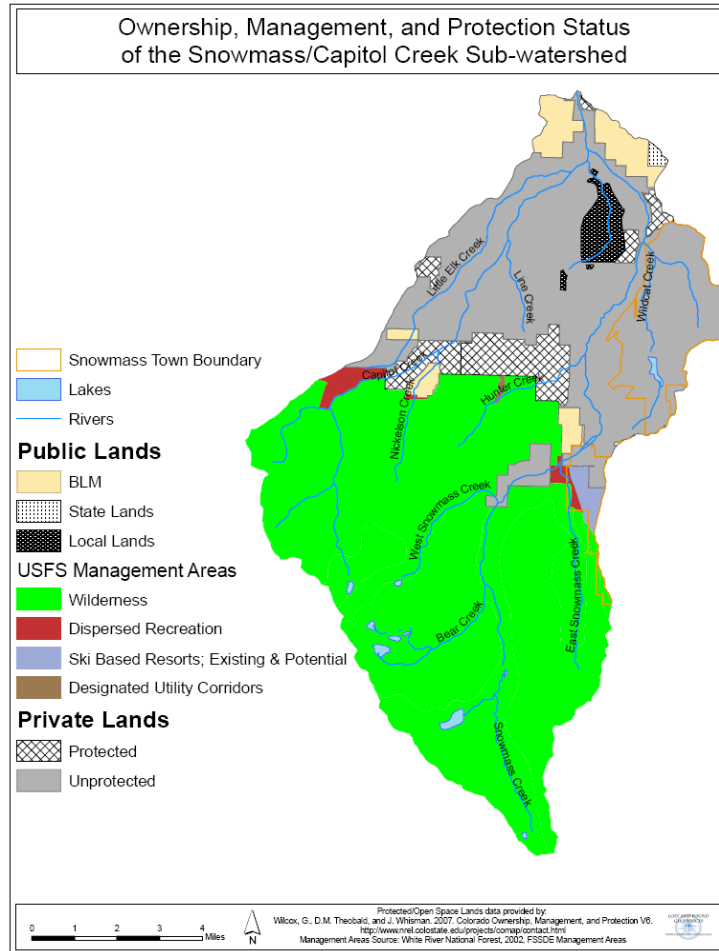 Ownership, Management, and Protection Status
of the Snowmass/Capitol Creek Sub-watershed
Little Elk Creek
Line Creek
Wildcat Creek
Capitol Creek
Nickelson Creek
Hunter Creek
West Snowmass Creek
East Snowmass Creek
Bear Creek
Snowmass Creek
Snowmass Town Boundary
Lakes
Rivers
Public Lands
BLM
State Lands
Local Lands
USFS Management Areas
Wilderness
Dispersed Recreation
Ski Based Resorts; Existing & Potential
Designated Utility Corridors
Private Lands
Protected
Unprotected
0 1 2 3 4
Miles
N
Protected/Open Space Lands data provided by:
Wilcox, G., D.M. Theobald, and J. Whisman. 2007. Colorado Ownership, Management, and Protection V6.
http://www.nrel.colostate.edu/projects/comap/contact.html
Management Areas Source: White River National Forest, 2002, FSSDE Management Areas